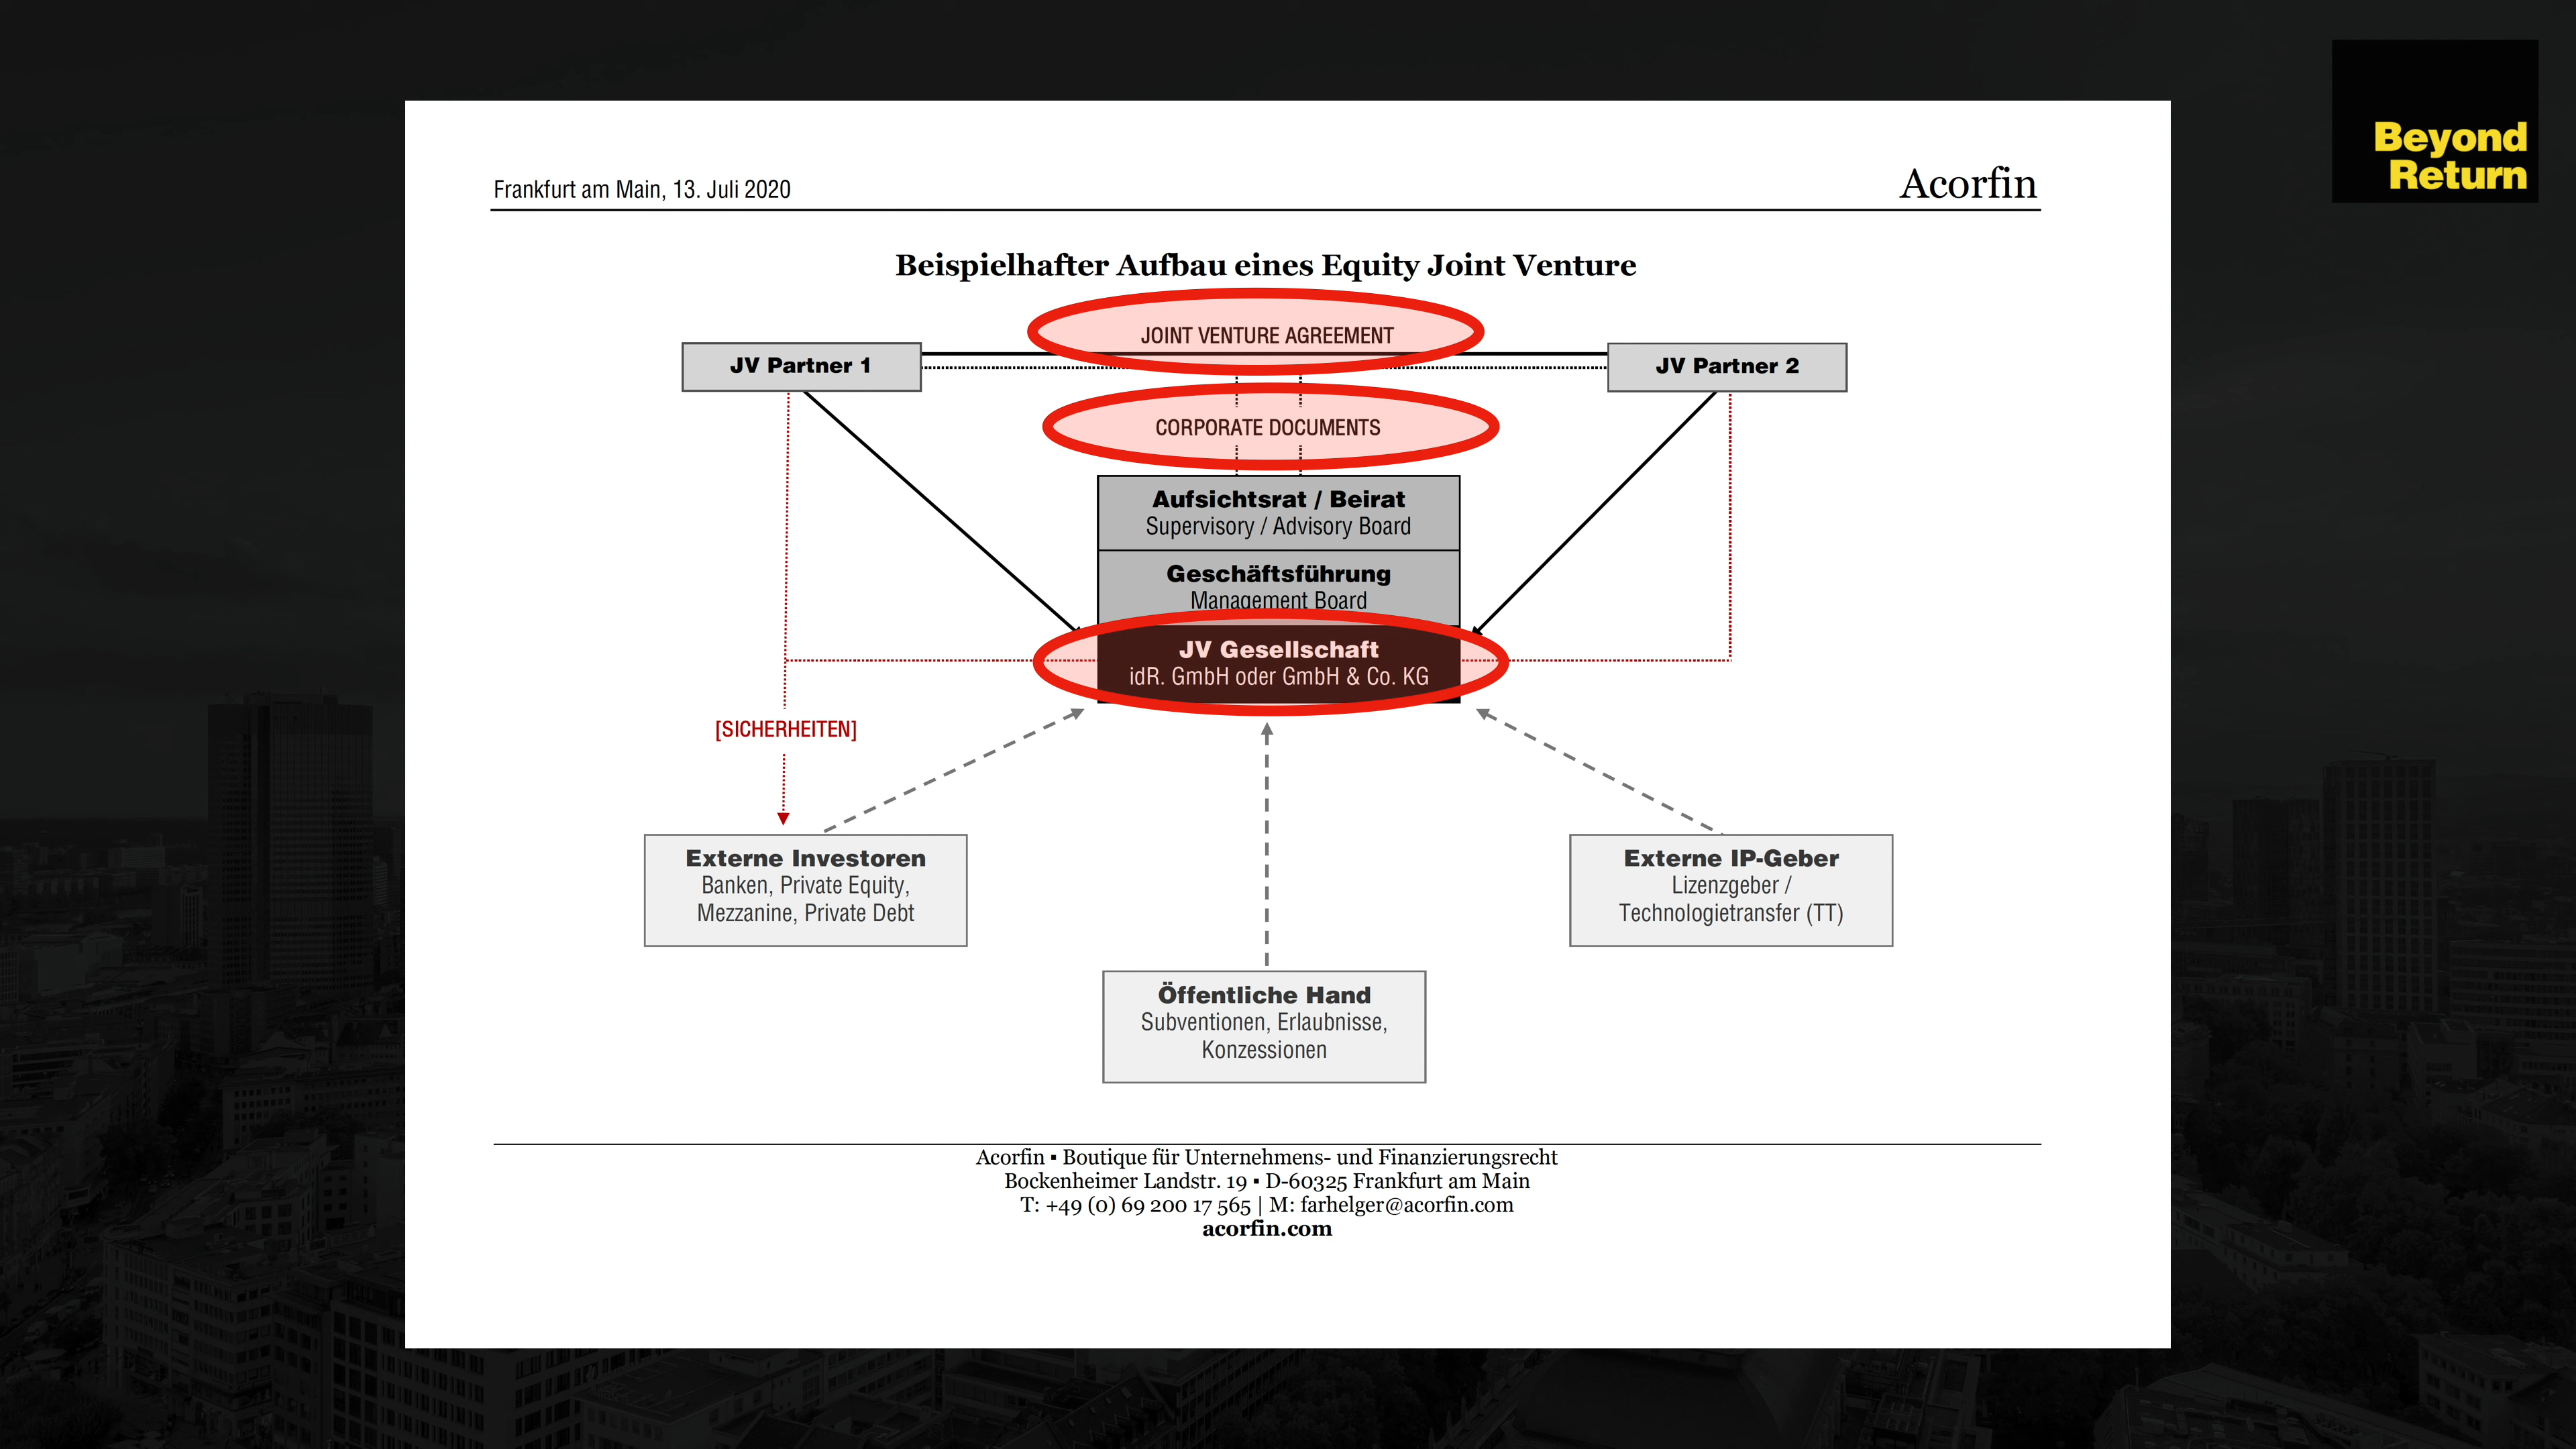 Beyond
Return
Frankfurt am Main, 13. Juli 2020
Acorfin
Beispielhafter Aufbau eines Equity Joint Venture
JOINT VENTURE AGREEMENT
JV Partner 1
JV Partner 2
CORPORATE DOCUMENTS
Aufsichtsrat / Beirat
Supervisory / Advisory Board
Geschäftsführung
Management Board
JV Gesellschaft
idR. GmbH oder GmbH & Co. KG
[SICHERHEITEN]
Externe Investoren
Banken, Private Equity,
Mezzanine, Private Debt
Externe IP-Geber
Lizenzgeber /
Technologietransfer (TT)
Öffentliche Hand
Subventionen, Erlaubnisse,
Konzessionen
Acorfin ▪ Boutique für Unternehmens- und Finanzierungsrecht
Bockenheimer Landstr. 19 ▪ D-60325 Frankfurt am Main
T: +49 (0) 69 200 17 565 | M: farhelger@acorfin.com
acorfin.com